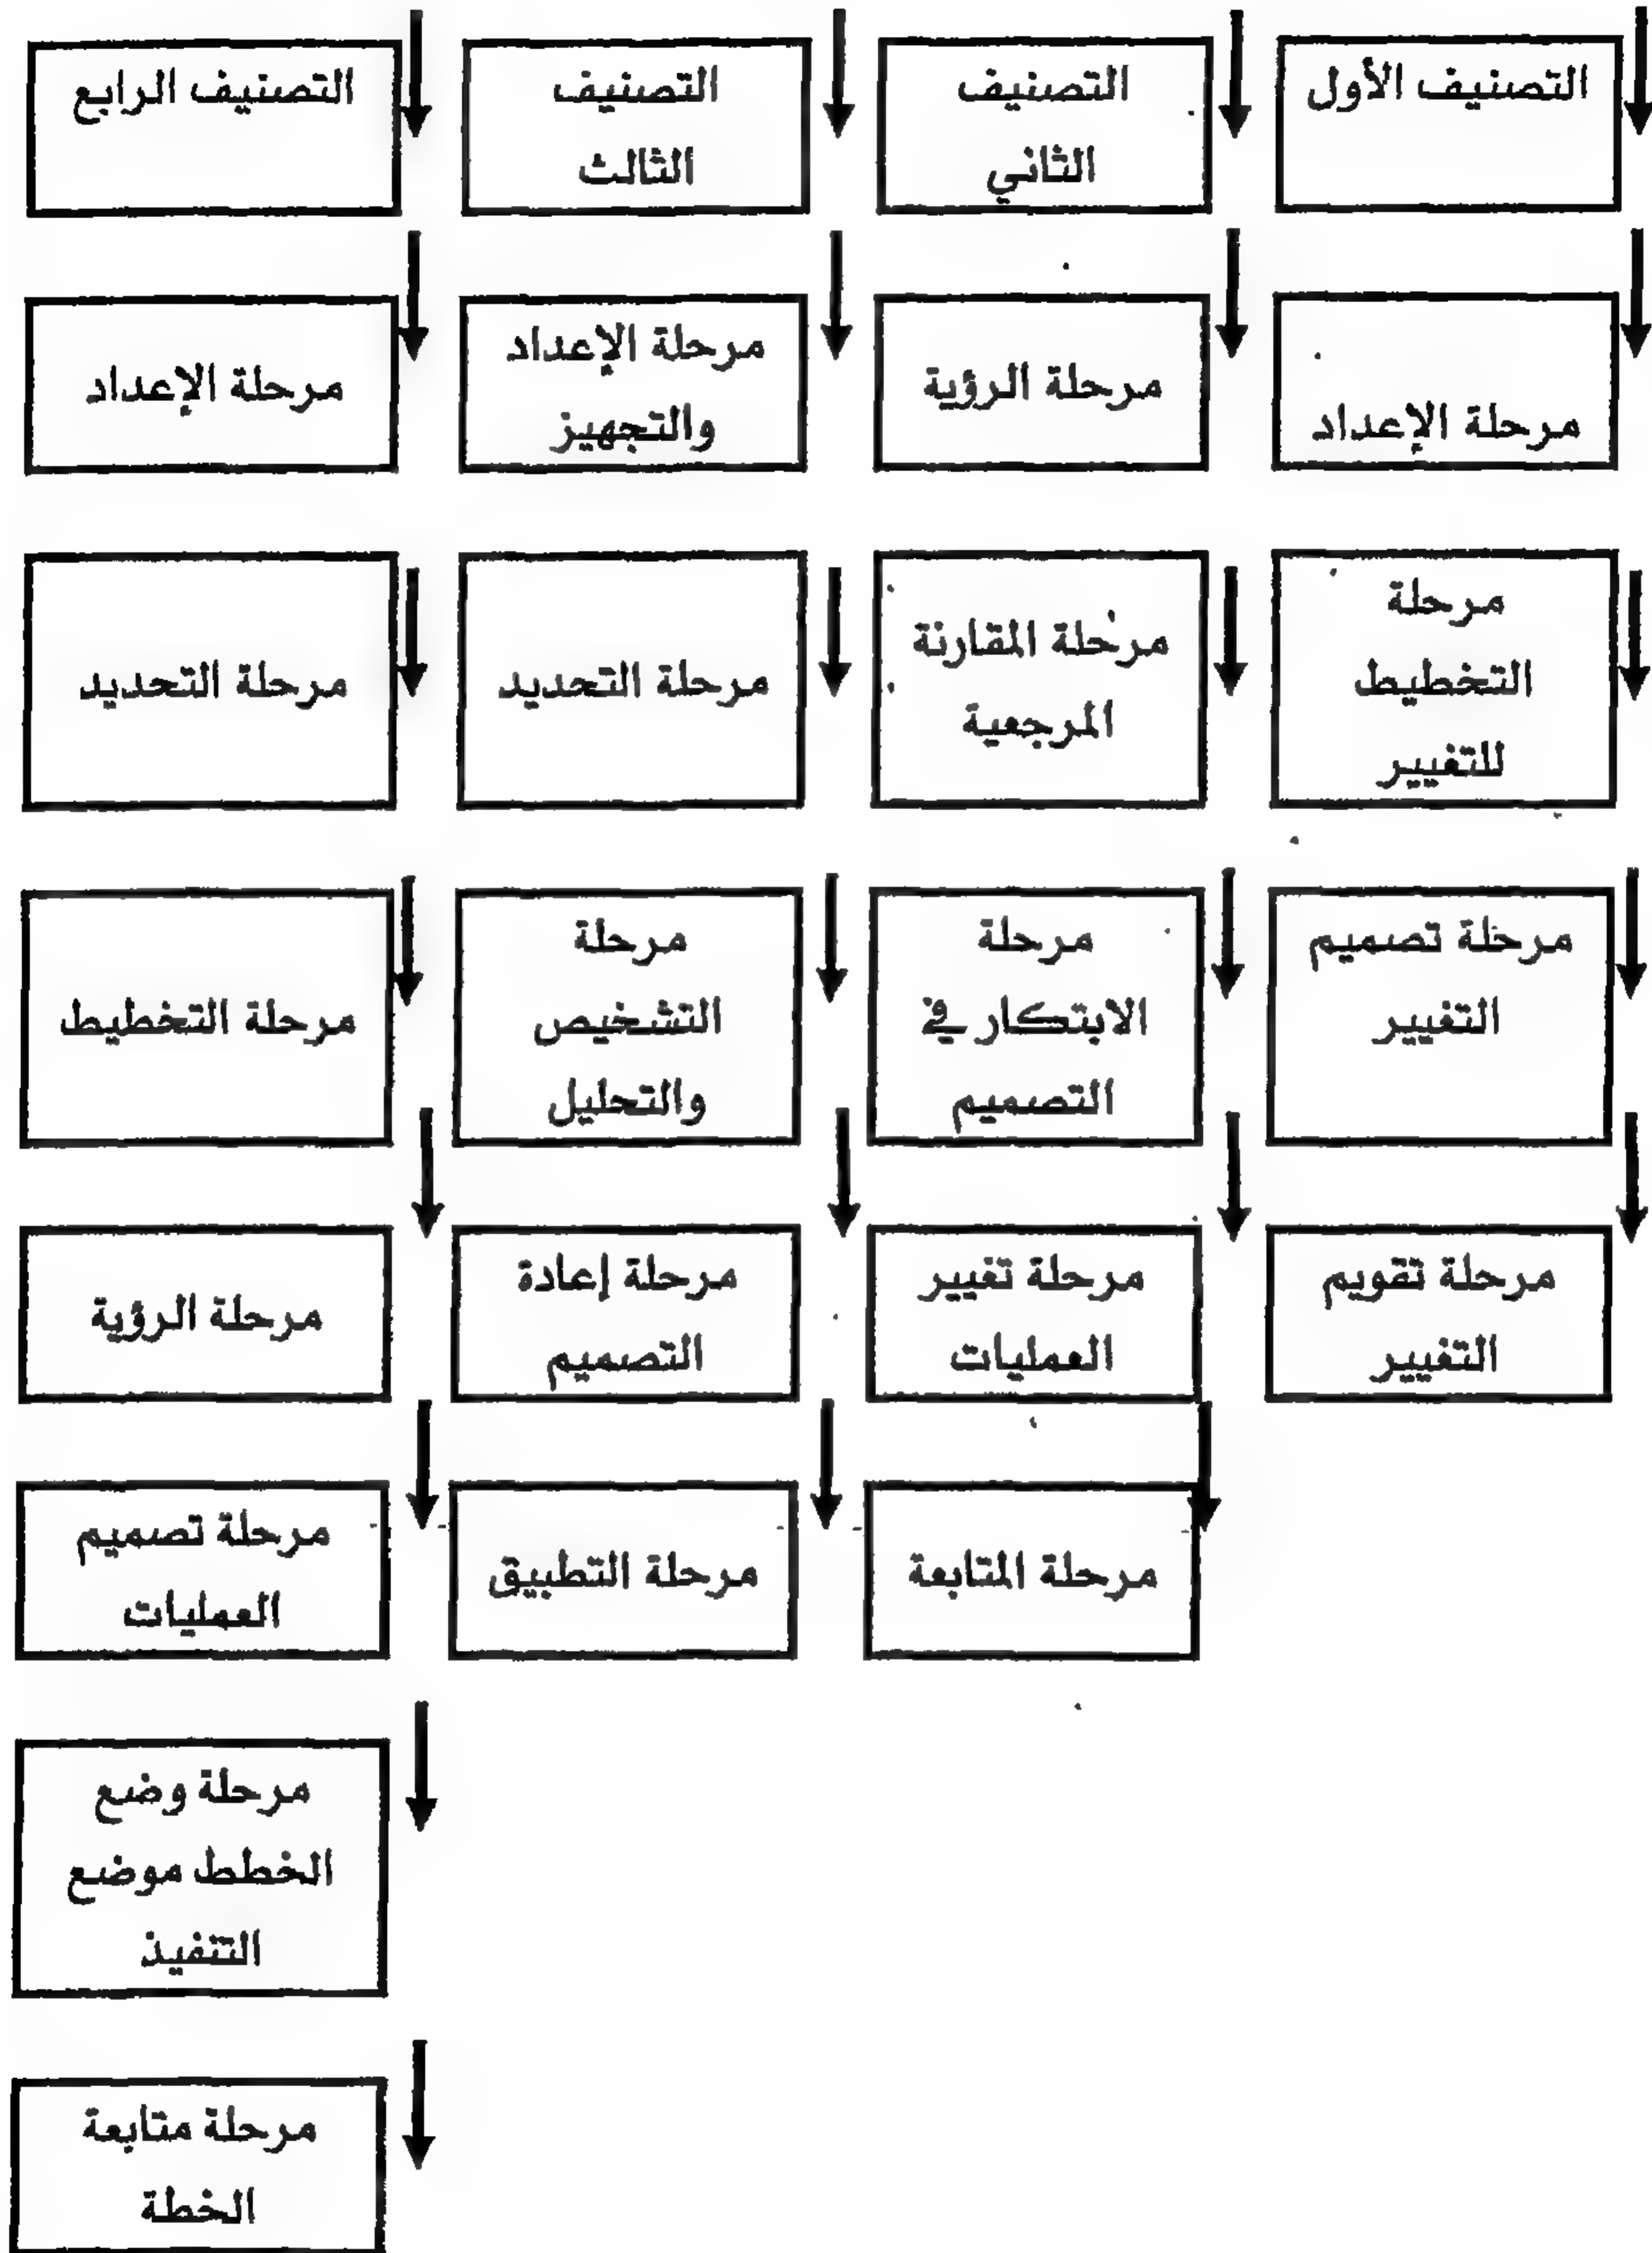 التصنيف الأول
التصنيف
الثاني
التصنيف
الثالث
التصنيف الرابع
مرحلة الإعداد
مرحلة الرؤية
مرحلة الإعداد
والتجهيز
مرحلة الإعداد
مرحلة
التخطيط
للتغيير
مرحلة المقارنة
المرجعية
مرحلة التحديد
مرحلة التحديد
مرحلة تصميم
التغيير
مرحلة
الابتكار في
التصميم
مرحلة
التشخيص
والتحليل
مرحلة التخطيط
مرحلة تقويم
التغيير
مرحلة تغيير
العمليات
مرحلة إعادة
التصميم
مرحلة الرؤية
مرحلة المتابعة
مرحلة التطبيق
مرحلة تصميم
العمليات
مرحلة وضع
الخطط موضع
التنفيذ
مرحلة متابعة
الخطة